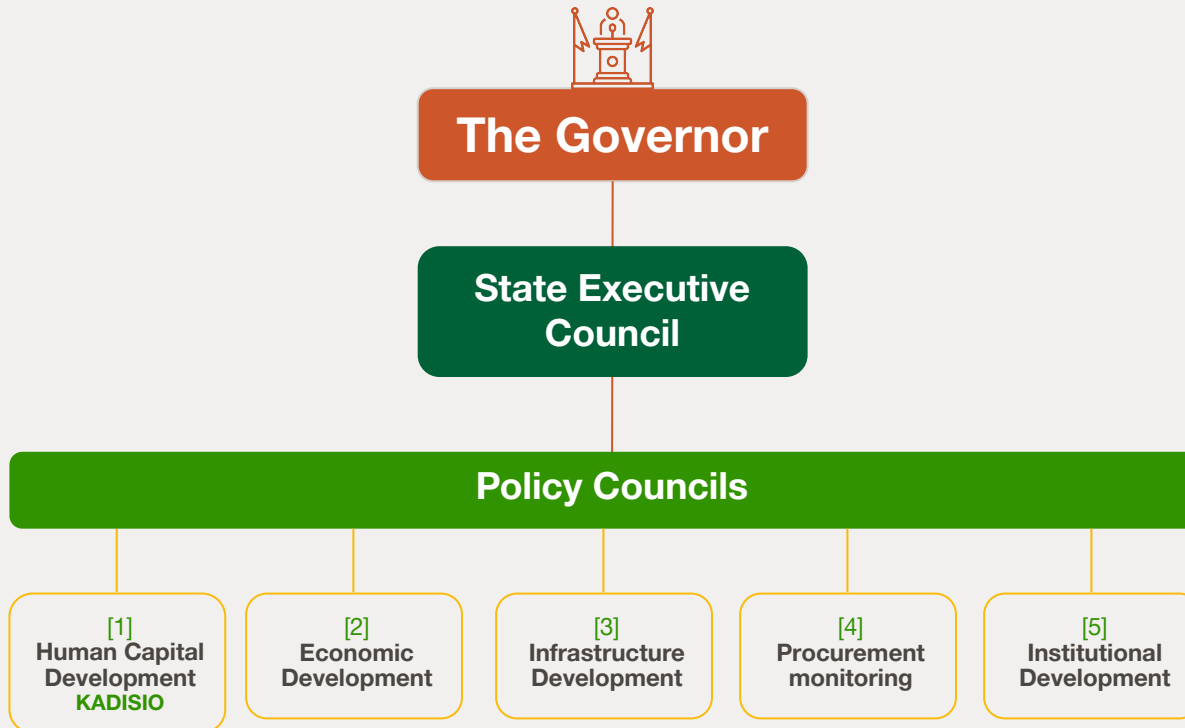 The Governor
State Executive
Council
Policy Councils
[1]
Human Capital
Development
KADISIO
[2]
Economic
Development
[3]
Infrastructure
Development
[4]
Procurement
monitoring
[5]
Institutional
Development